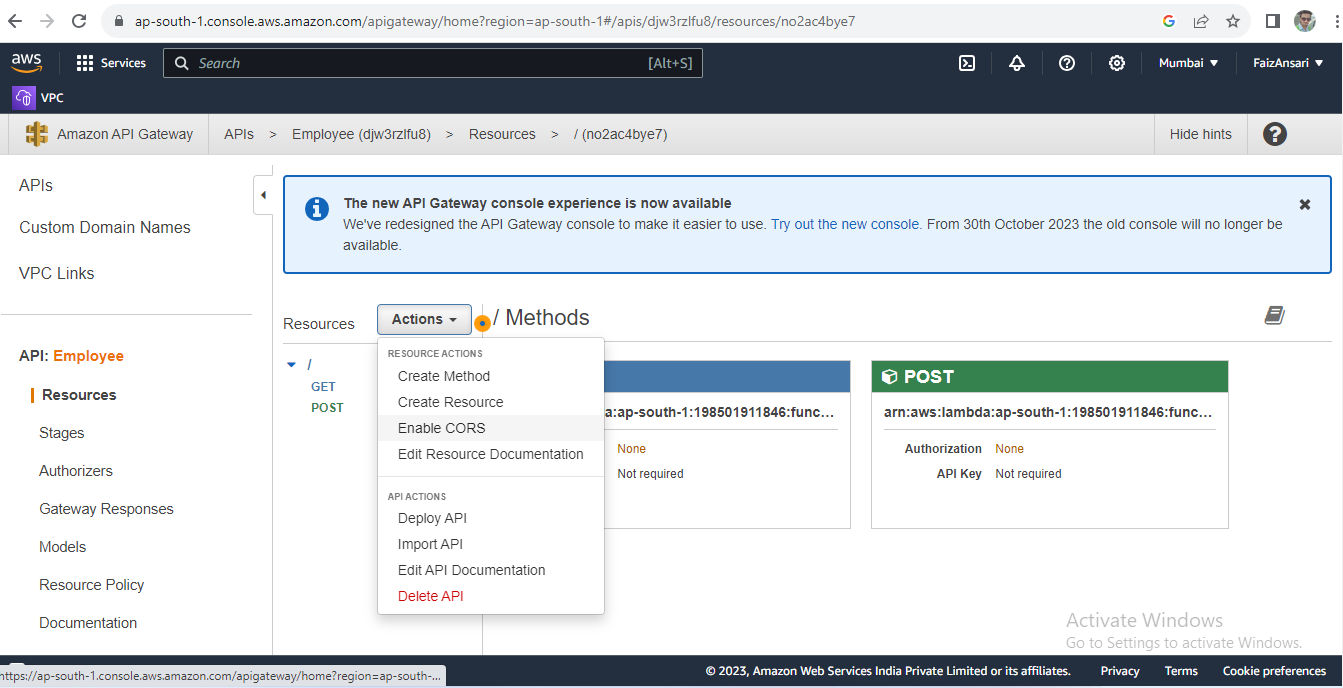 ap-south-1.console.aws.amazon.com/apigateway/home?region=ap-south-1#/apis/djw3rzlfu8/resources/no2ac4bye7
aws
Services
Search
[Alt+S]
Mumbai
FaizAnsari
VPC
Amazon API Gateway
APIs > Employee (djw3rzlfu8) > Resources > / (no2ac4bye7)
Hide hints
APIs
Custom Domain Names
VPC Links
API: Employee
Resources
Stages
Authorizers
Gateway Responses
Models
Resource Policy
Documentation
The new API Gateway console experience is now available
We've redesigned the API Gateway console to make it easier to use. Try out the new console. From 30th October 2023 the old console will no longer be
available.
Resources
Actions
/ Methods
/
GET
POST
RESOURCE ACTIONS
Create Method
Create Resource
Enable CORS
Edit Resource Documentation
API ACTIONS
Deploy API
Import API
Edit API Documentation
Delete API
a:ap-south-1:198501911846:func...
None
Not required
POST
arn:aws:lambda:ap-south-1:198501911846:func...
Authorization None
API Key Not required
Activate Windows
Go to Settings to activate Windows.
https://ap-south-1.console.aws.amazon.com/apigateway/home?region=ap-south-...
© 2023, Amazon Web Services India Private Limited or its affiliates.
Privacy
Terms
Cookie preferences